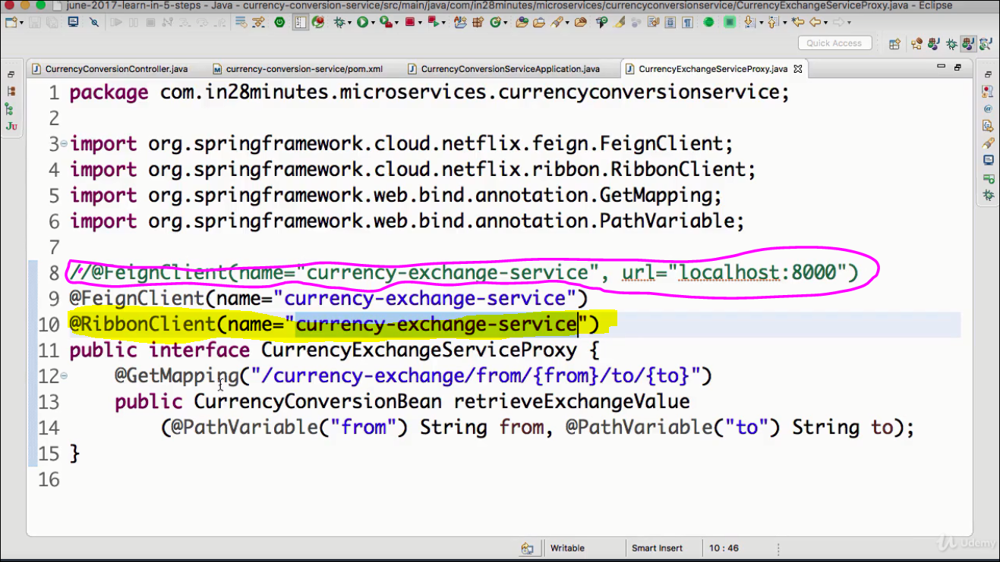 june-2017-learn-in-5-steps - Java - currency-conversion-service/src/main/java/com/in28minutes/microservices/currencyconversionservice/CurrencyExchangeServiceProxy.java - Eclipse
Quick Access
CurrencyConversionController.java currency-conversion-service/pom.xml CurrencyConversionServiceApplication.java CurrencyExchangeServiceProxy.java
1 package com.in28minutes.microservices.currencyconversionservice;
2
3 import org.springframework.cloud.netflix.feign.FeignClient;
4 import org.springframework.cloud.netflix.ribbon.RibbonClient;
5 import org.springframework.web.bind.annotation.GetMapping;
6 import org.springframework.web.bind.annotation.PathVariable;
7
8 //@FeignClient(name="currency-exchange-service", url="localhost:8000")
9 @FeignClient(name="currency-exchange-service")
10 @RibbonClient(name="currency-exchange-service")
11 public interface CurrencyExchangeServiceProxy {
12 @GetMapping("/currency-exchange/from/{from}/to/{to}")
13 public CurrencyConversionBean retrieveExchangeValue
14 (@PathVariable("from") String from, @PathVariable("to") String to);
15 }
16
Writable Smart Insert 10 : 46
Udemy